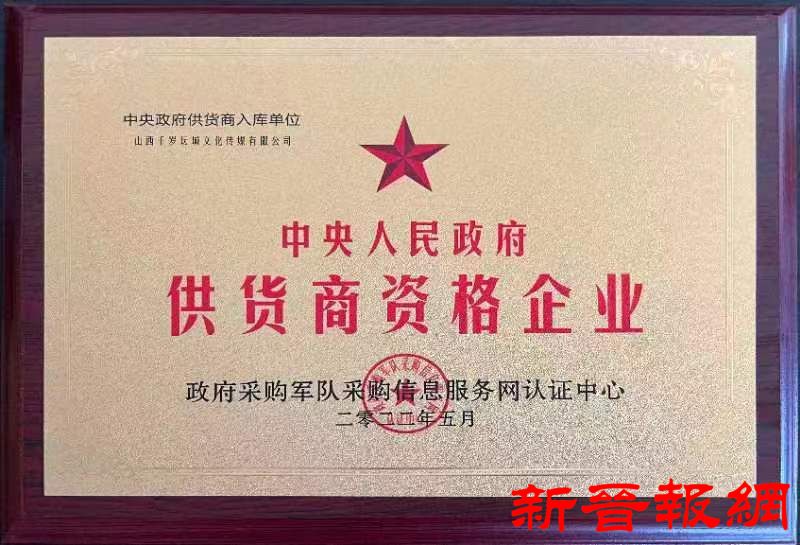 中央政府供货商入库单位
山西千岁坛城文化传媒有限公司
中央人民政府
供货商资格企业
政府采购军队采购信息服务网认证中心
二零二二年五月
新晉報網